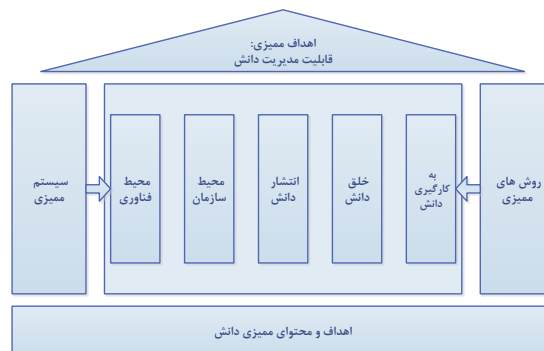 اهداف ممیزی:
قابلیت مدیریت دانش
روش های
ممیزی
به
کارگیری
دانش
خلق
دانش
انتشار
دانش
محیط
سازمان
محیط
فناوری
سیستم
ممیزی
اهداف و محتوای ممیزی دانش